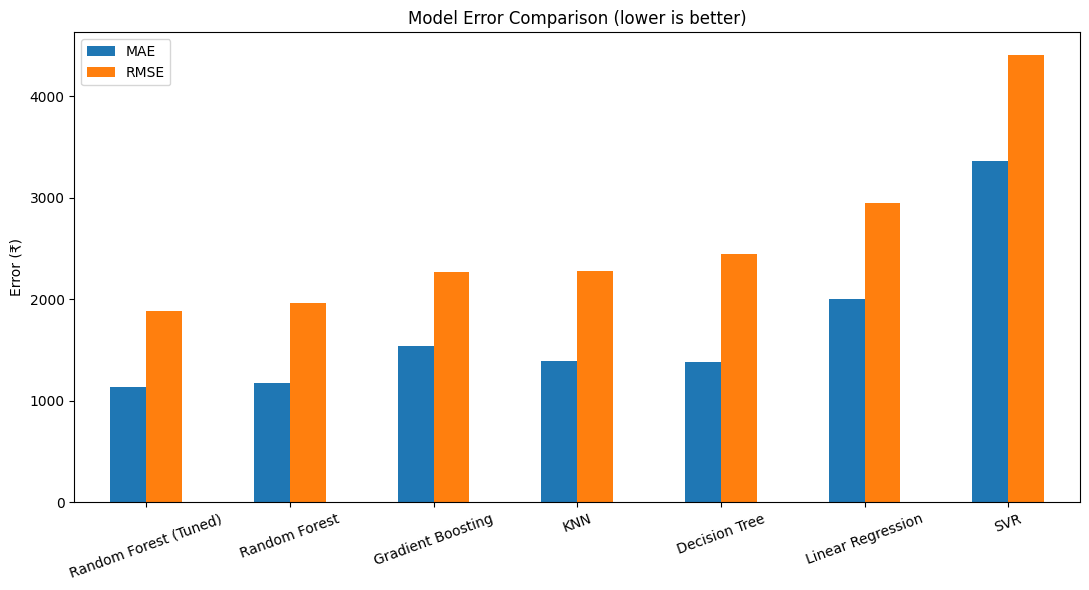 Model Error Comparison (lower is better)
MAE
RMSE
Error (₹)
4000
3000
2000
1000
0
Random Forest (Tuned)
Random Forest
Gradient Boosting
KNN
Decision Tree
Linear Regression
SVR